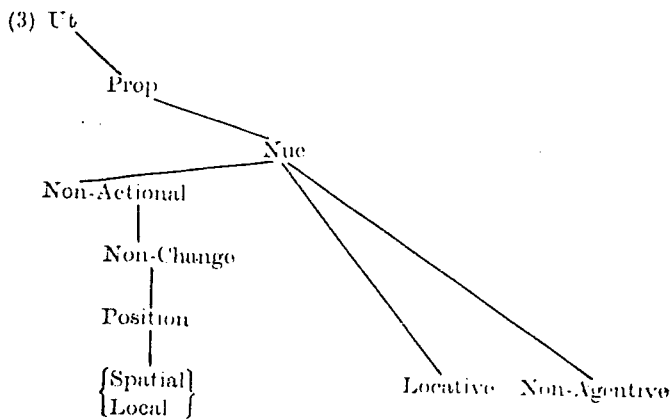 (3) Ut
Prop
Nuc
Non-Actional
Non-Change
Position
{Spatial}
{Local}
Locative Non-Agentive